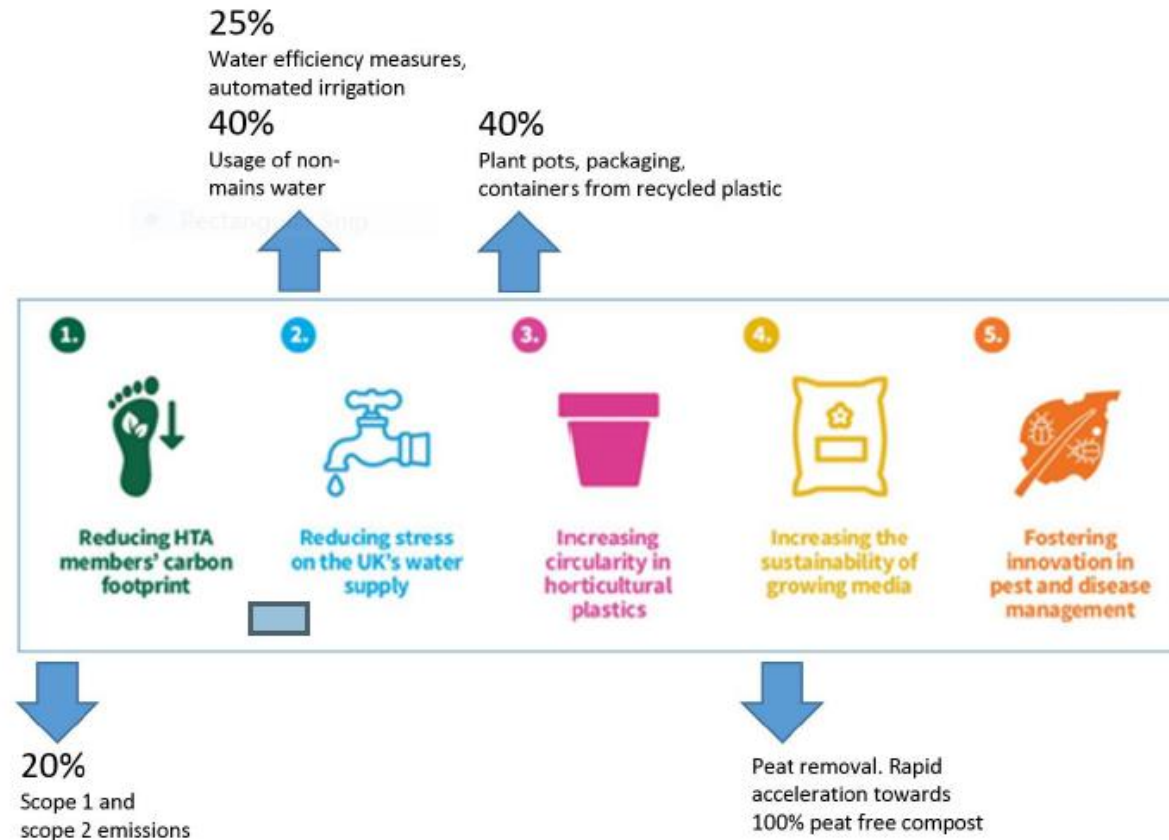 25%
Water efficiency measures,
automated irrigation
40%
Usage of non-
mains water
40%
Plant pots, packaging,
containers from recycled plastic
Rectangular Snip
1.
2.
3.
4.
5.
Reducing HTA
members' carbon
footprint
Reducing stress
on the UK's water
supply
Increasing
circularity in
horticultural
plastics
Increasing the
sustainability of
growing media
Fostering
innovation in
pest and disease
management
20%
Scope 1 and
scope 2 emissions
Peat removal. Rapid
acceleration towards
100% peat free compost